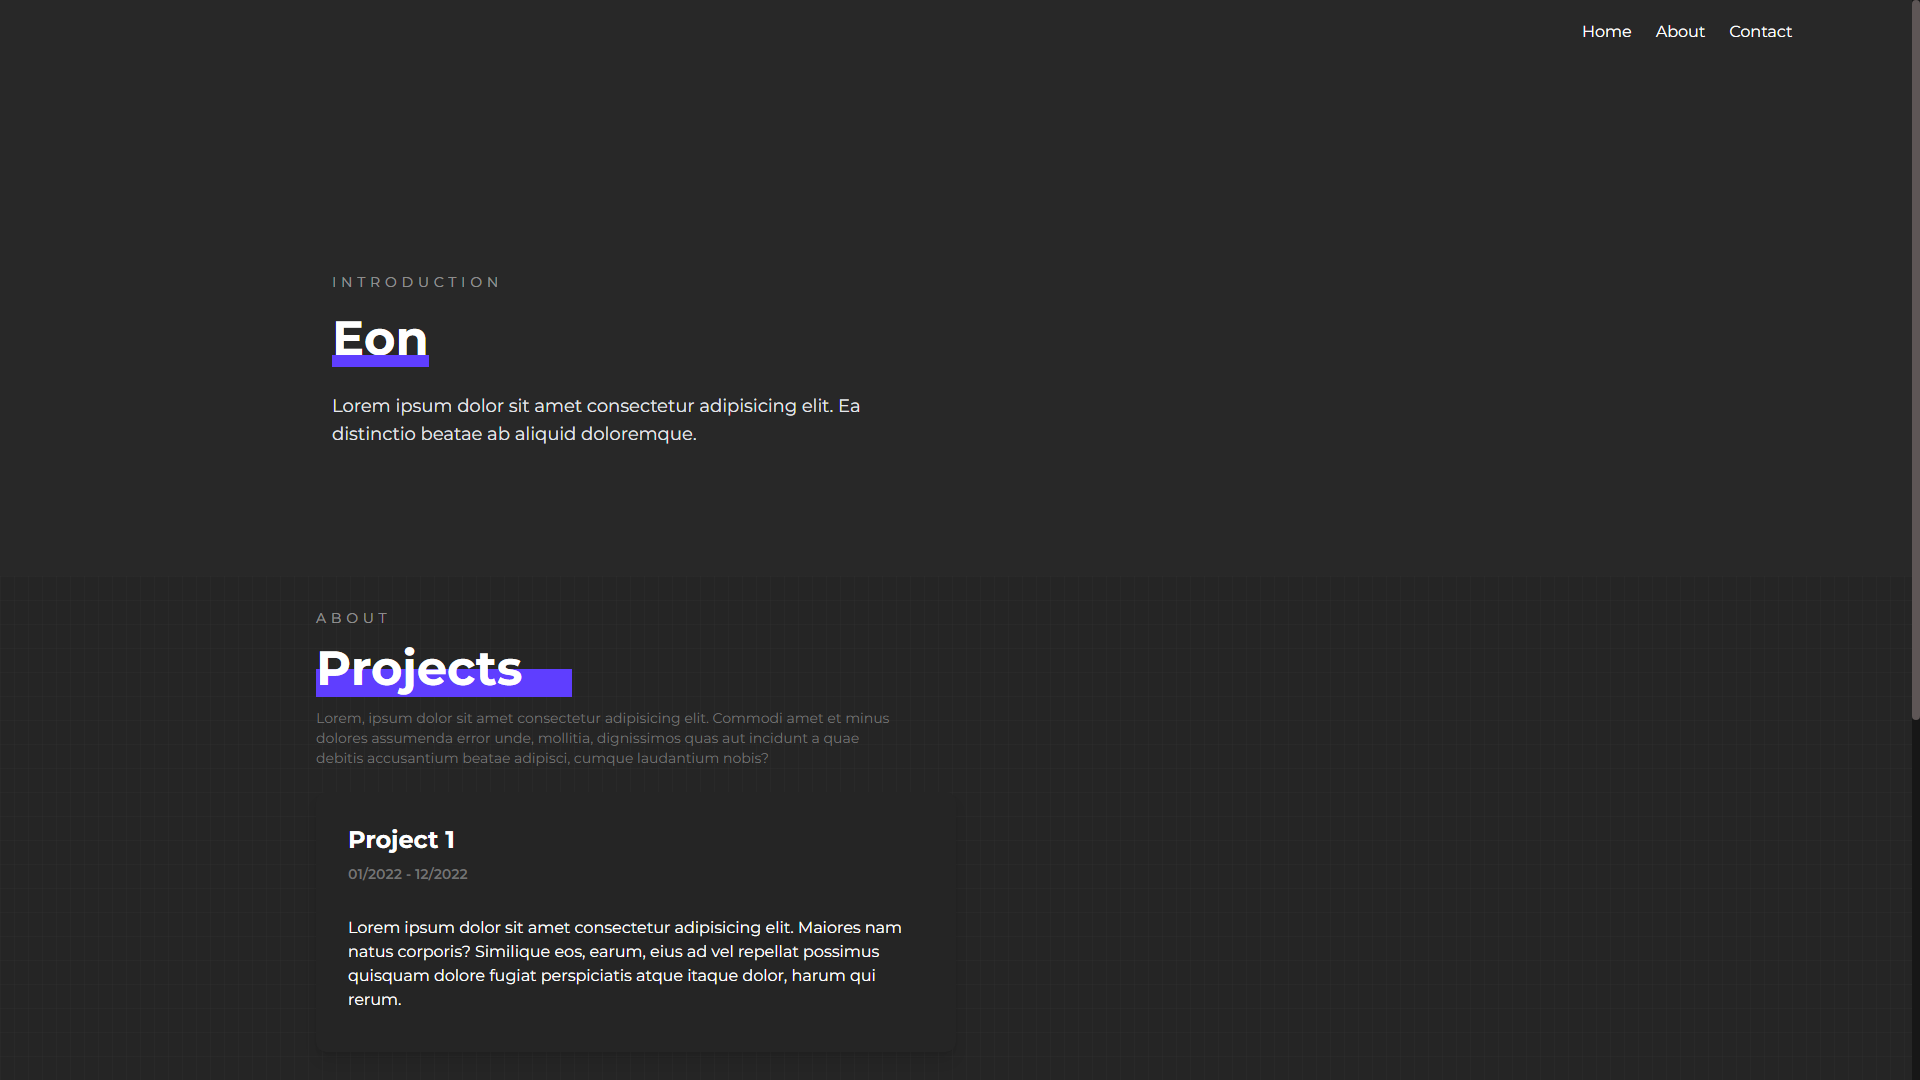 Home About Contact
INTRODUCTION
Eon
Lorem ipsum dolor sit amet consectetur adipisicing elit. Ea
distinctio beatae ab aliquid doloremque.
ABOUT
Projects
Lorem, ipsum dolor sit amet consectetur adipisicing elit. Commodi amet et minus
dolores assumenda error unde, mollitia, dignissimos quas aut incidunt a quae
debitis accusantium beatae adipisci, cumque laudantium nobis?
Project 1
01/2022 - 12/2022
Lorem ipsum dolor sit amet consectetur adipisicing elit. Maiores nam
natus corporis? Similique eos, earum, eius ad vel repellat possimus
quisquam dolore fugiat perspiciatis atque itaque dolor, harum qui
rerum.